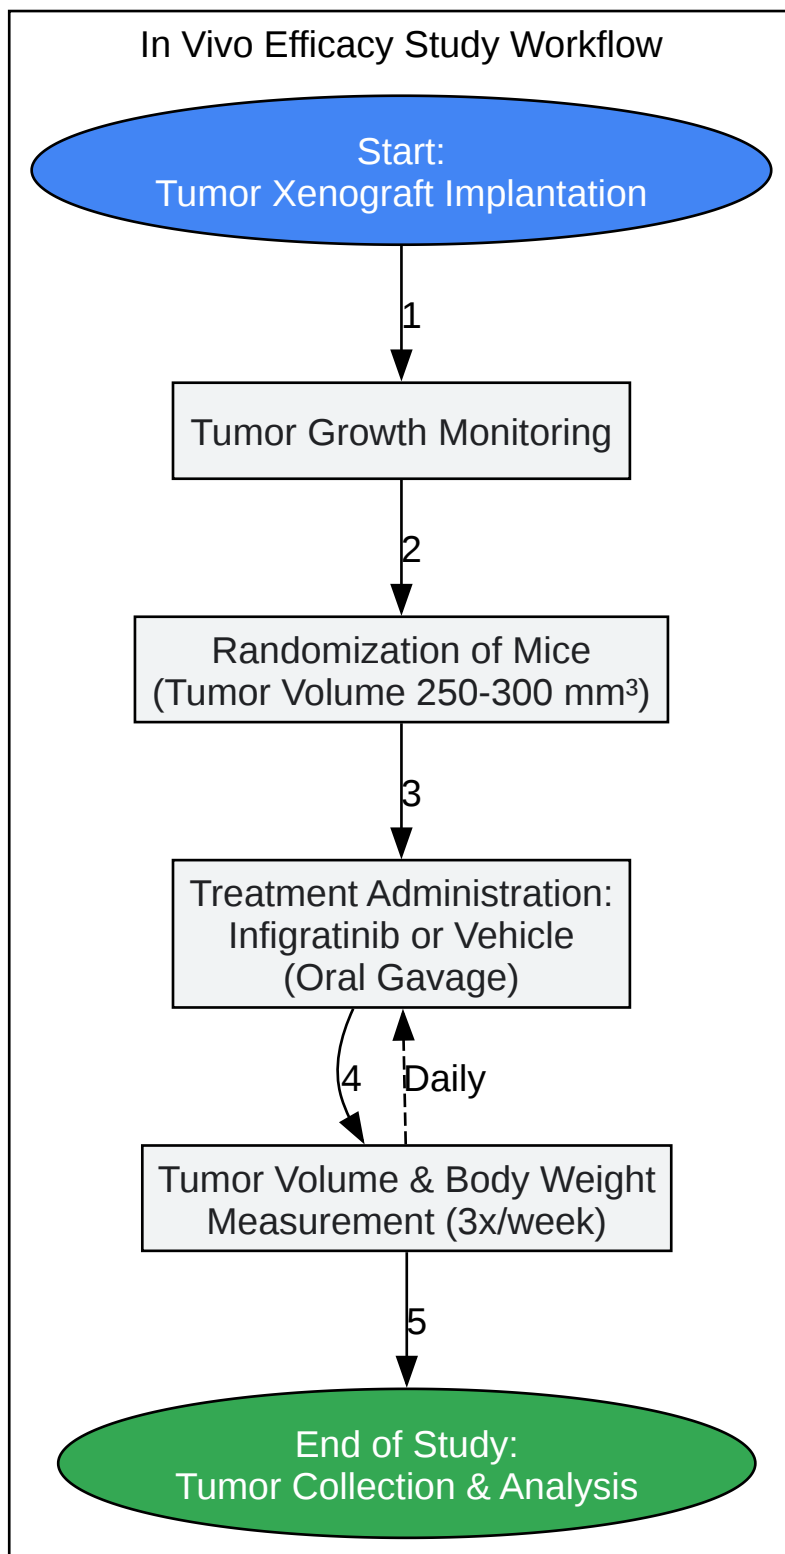 In Vivo Efficacy Study Workflow
Start:
Tumor Xenograft Implantation
1
Tumor Growth Monitoring
2
Randomization of Mice
(Tumor Volume 250-300 mm³)
3
Treatment Administration:
Infigratinib or Vehicle
(Oral Gavage)
4
Daily
Tumor Volume & Body Weight
Measurement (3x/week)
5
End of Study:
Tumor Collection & Analysis